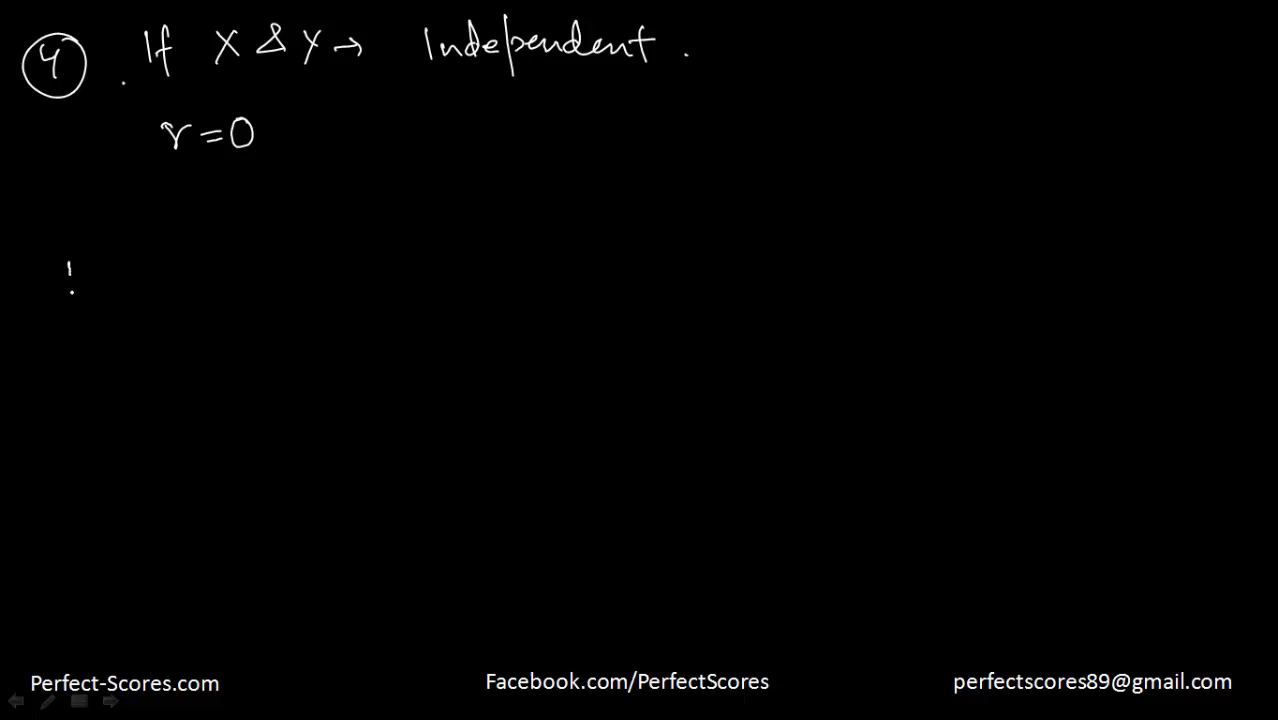 4 . If X & Y → Independent .
r = 0
!
Perfect-Scores.com
Facebook.com/PerfectScores
perfectscores89@gmail.com